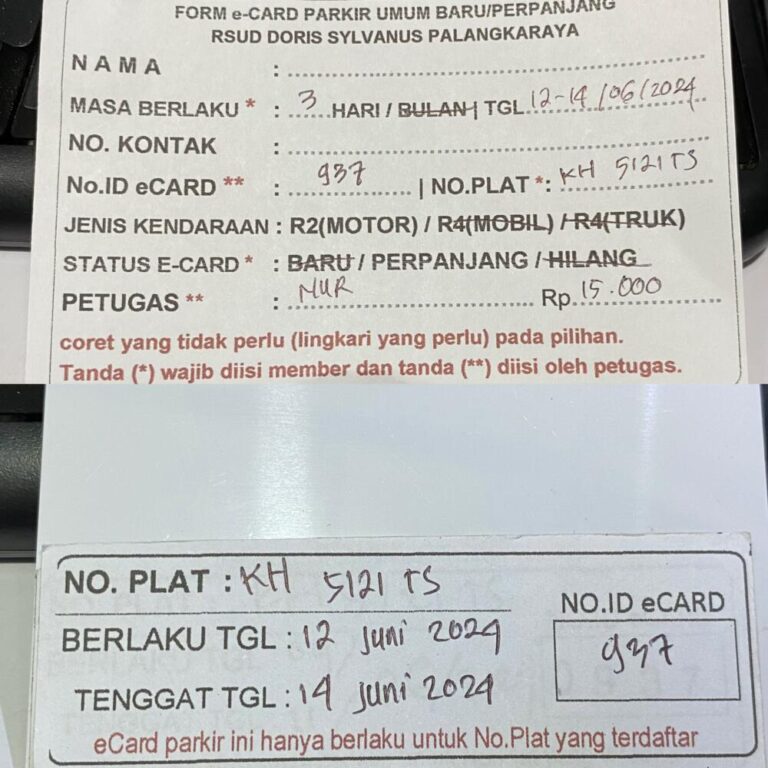 FORM e-CARD PARKIR UMUM BARU/PERPANJANG
RSUD DORIS SYLVANUS PALANGKARAYA
NAMA :
MASA BERLAKU * : 3 HARI / BULAN | TGL 12-14/06/2024
NO. KONTAK :
No.ID eCARD ** : 937 | NO.PLAT *: KH 5121 TS
JENIS KENDARAAN : R2(MOTOR) / R4(MOBIL) / R4(TRUK)
STATUS E-CARD * : BARU / PERPANJANG / HILANG
PETUGAS ** : MUR Rp. 15.000
coret yang tidak perlu (lingkari yang perlu) pada pilihan.
Tanda (*) wajib diisi member dan tanda (**) diisi oleh petugas.
NO. PLAT : KH 5121 TS
NO.ID eCARD
BERLAKU TGL : 12 Juni 2024
937
TENGGAT TGL : 14 Juni 2024
eCard parkir ini hanya berlaku untuk No.Plat yang terdaftar